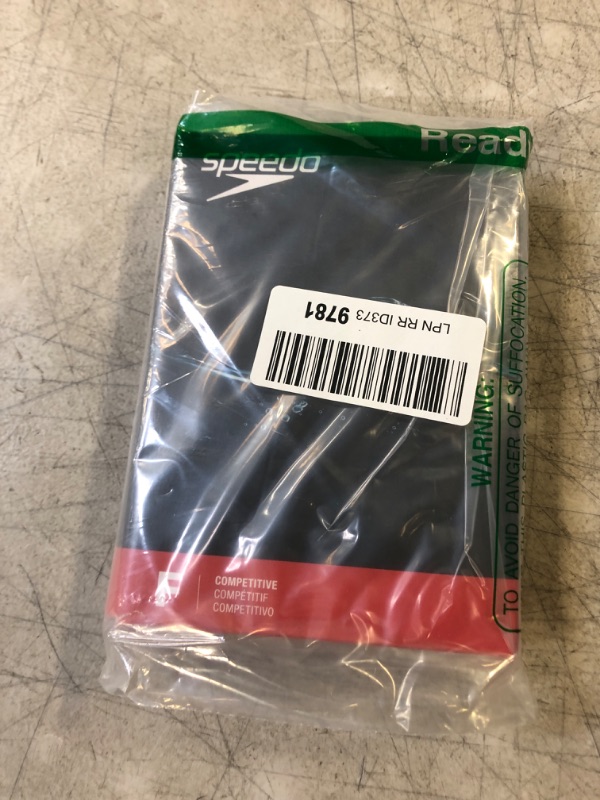 Read
speedo
LPN RR ID373 9781
WARNING:
TO AVOID DANGER OF SUFFOCATION,
COMPETITIVE
COMPÉTITIF
COMPETITIVO